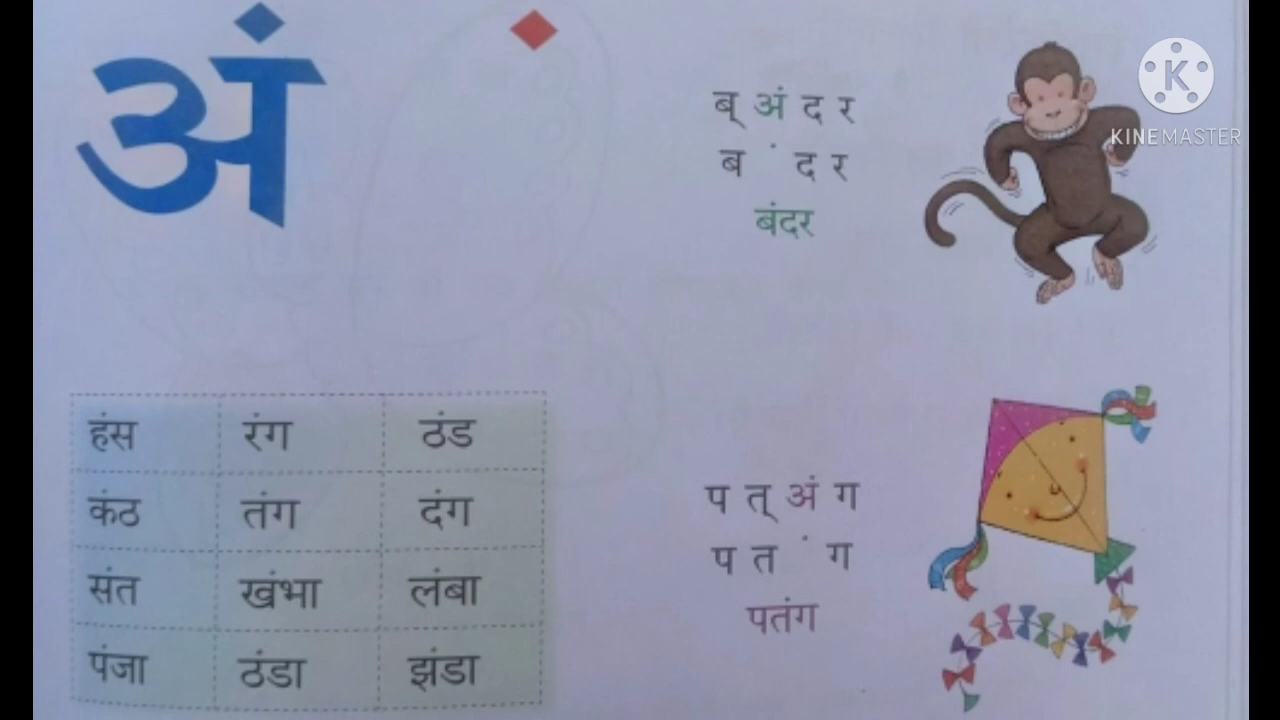 अं
ब् अं द र
ब ं द र
बंदर
हंस रंग ठंड
कंठ तंग दंग
संत खंभा लंबा
पंजा ठंडा झंडा
प त् अं ग
प त ं ग
पतंग
KINEMASTER